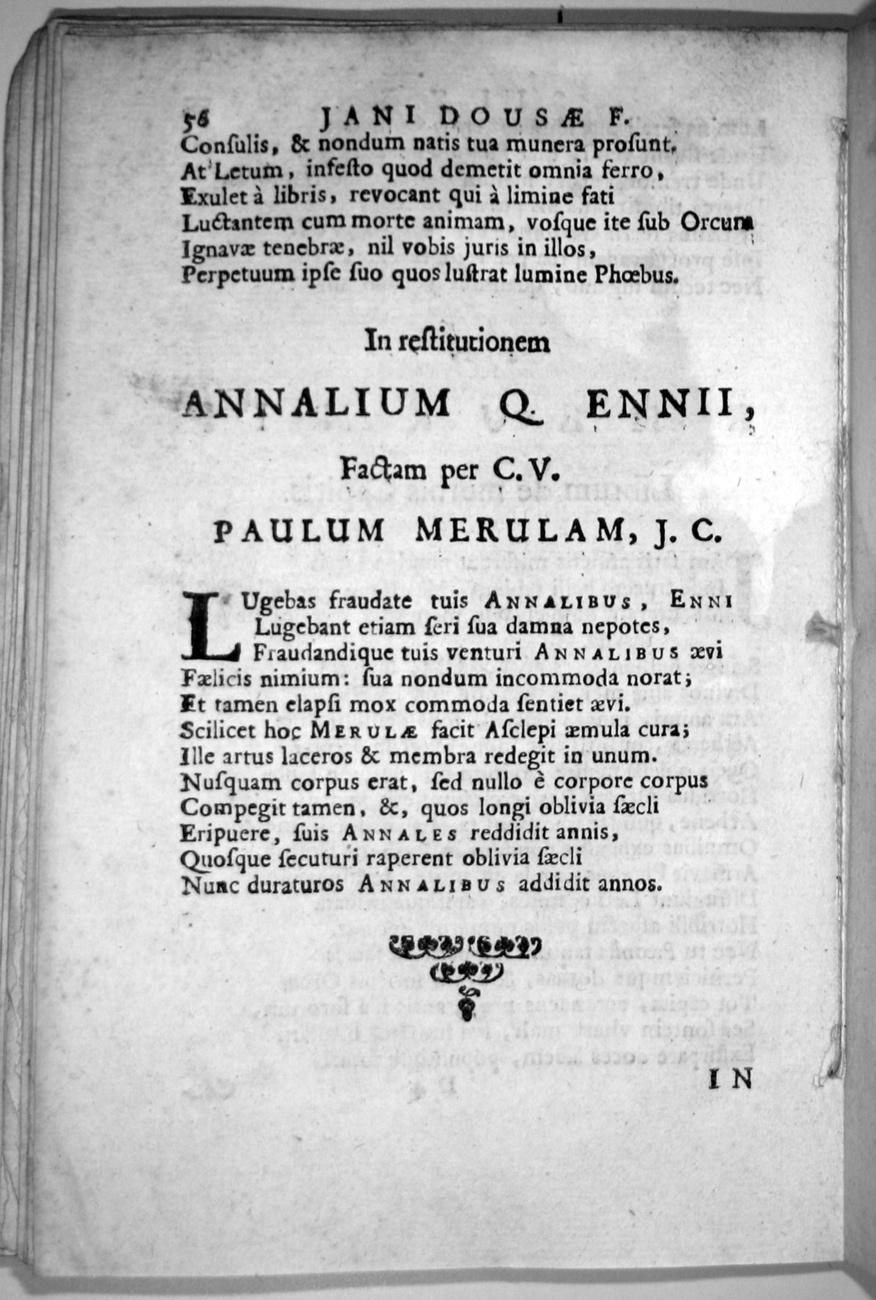 56 JANI DOUSÆ F.
Conſulis, & nondum natis tua munera proſunt.
At Letum, infeſto quod demetit omnia ferro,
Exulet à libris, revocant qui à limine fati
Luctantem cum morte animam, voſque ite ſub Orcum
Ignavæ tenebræ, nil vobis juris in illos,
Perpetuum ipſe ſuo quos luſtrat lumine Phœbus.
In reſtitutionem
ANNALIUM Q. ENNII,
Factam per C. V.
PAULUM MERULAM, J. C.
LUgebas fraudate tuis ANNALIBUS, ENNI
Lugebant etiam ſeri ſua damna nepotes,
Fraudandique tuis venturi ANNALIBUS ævi
Fælicis nimium: ſua nondum incommoda norat;
Et tamen elapſi mox commoda ſentiet ævi.
Scilicet hoc MERULÆ facit Aſclepi æmula cura;
Ille artus laceros & membra redegit in unum.
Nuſquam corpus erat, ſed nullo è corpore corpus
Compegit tamen, &, quos longi oblivia ſæcli
Eripuere, ſuis ANNALES reddidit annis,
Quoſque ſecuturi raperent oblivia ſæcli
Nunc duraturos ANNALIBUS addidit annos.
IN